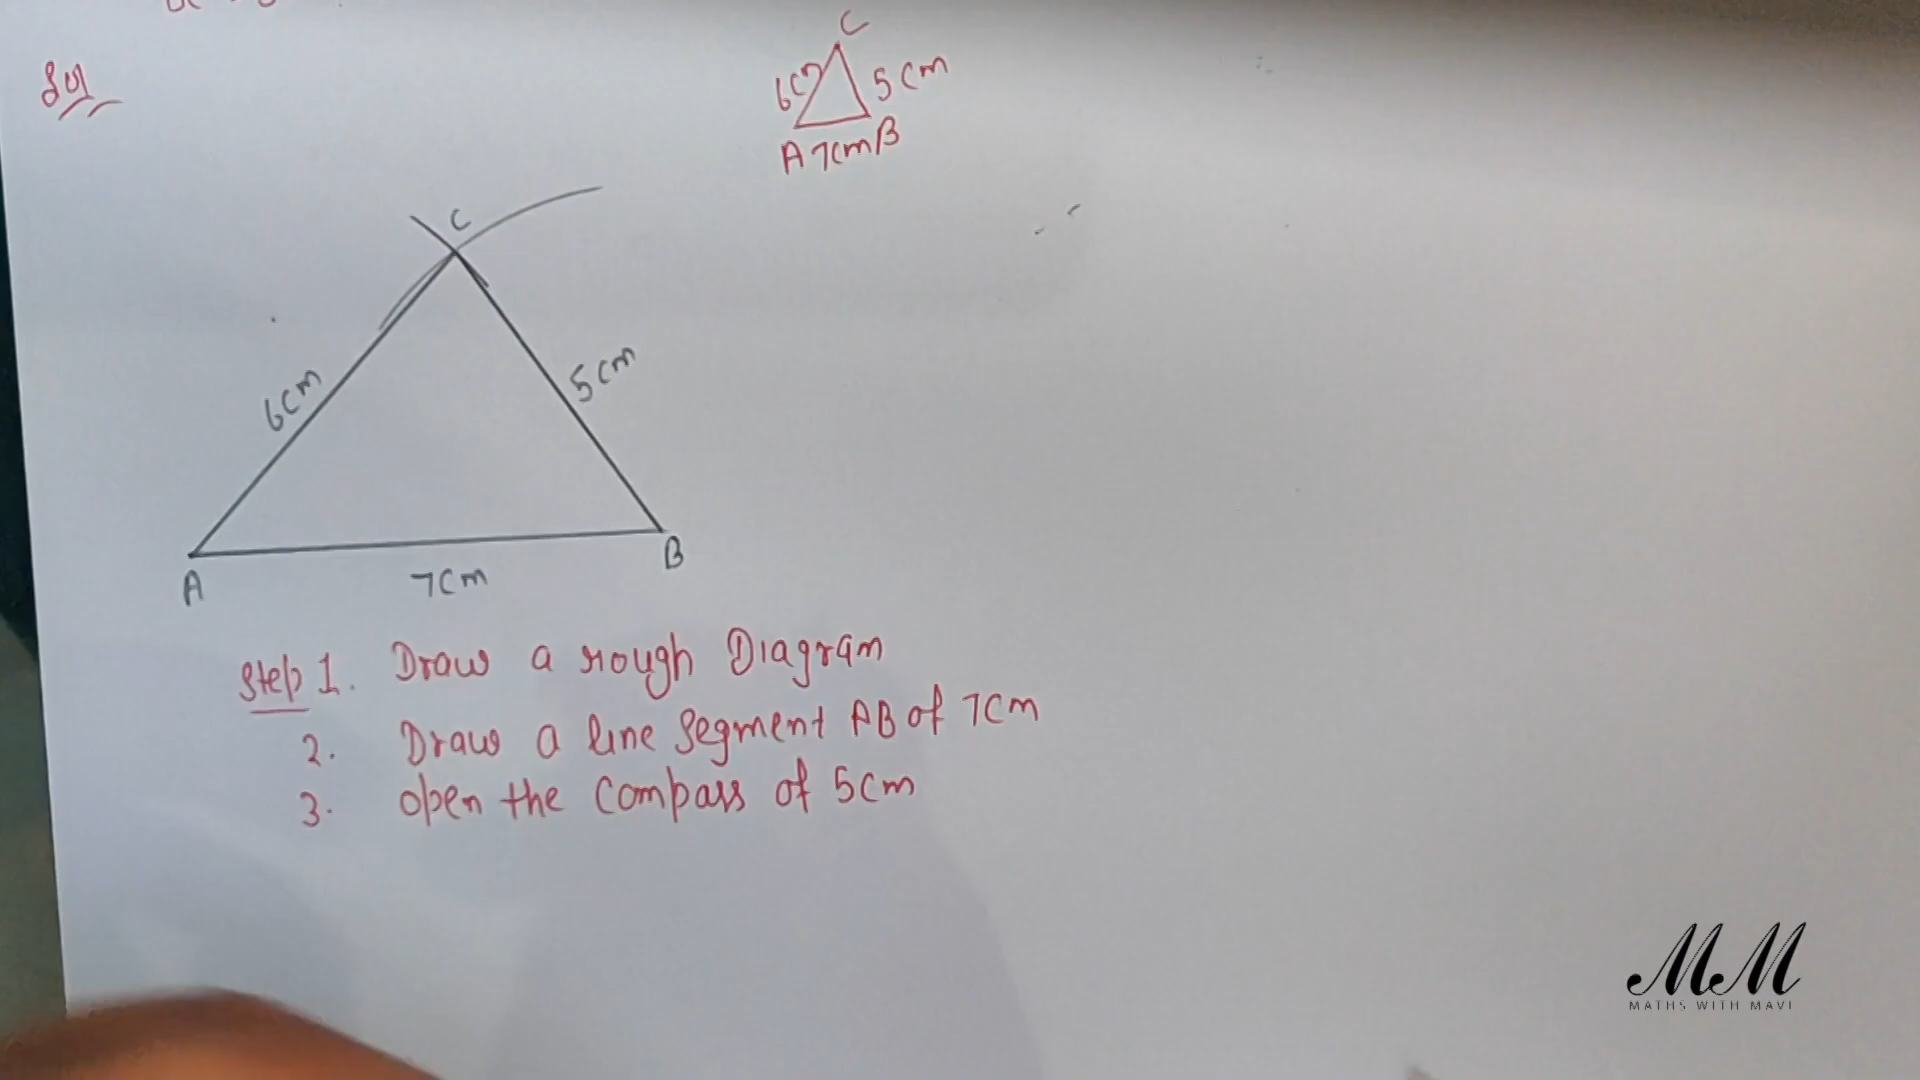 Sol
C
6cm
5cm
A 7cm B
C
6cm
5cm
A
7cm
B
Step 1. Draw a rough Diagram
2. Draw a line segment AB of 7cm
3. open the compass of 5cm
MM
MATHS WITH MAVI